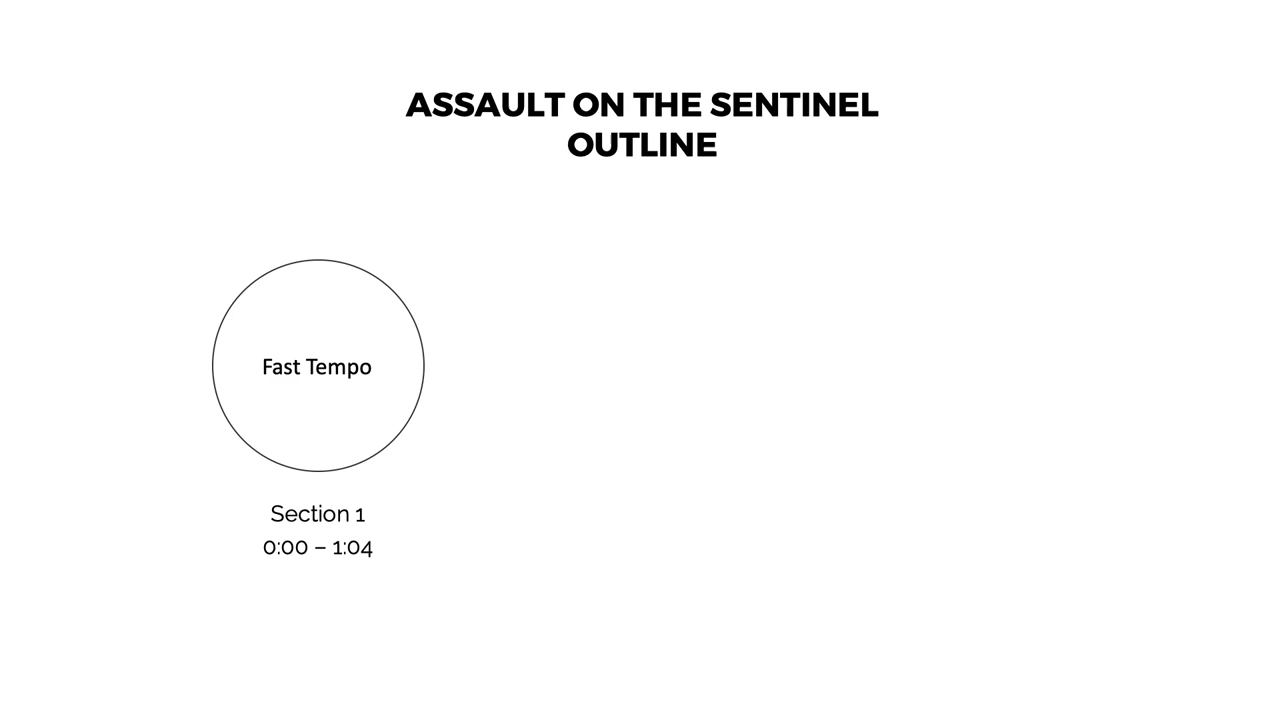 ASSAULT ON THE SENTINEL
OUTLINE
Fast Tempo
Section 1
0:00 – 1:04